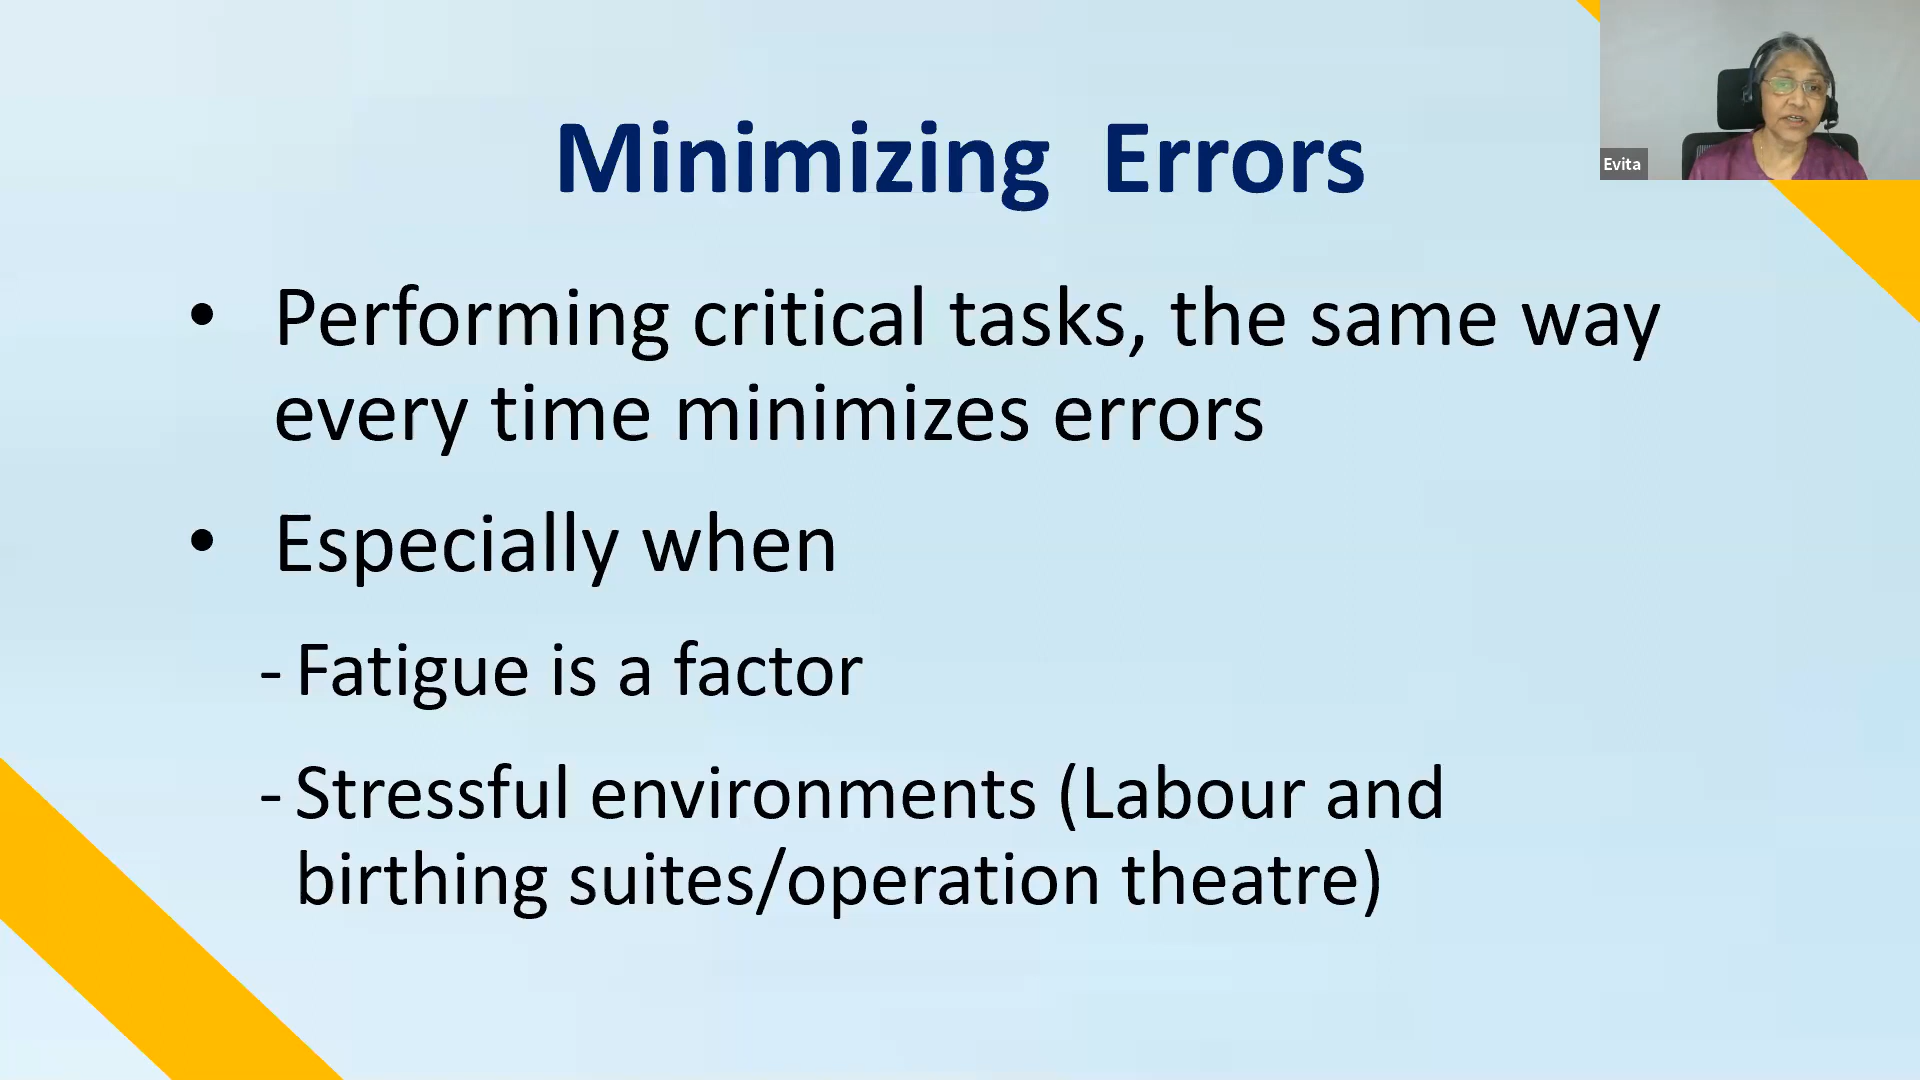 Minimizing Errors
Evita
• Performing critical tasks, the same way
every time minimizes errors
• Especially when
- Fatigue is a factor
- Stressful environments (Labour and
birthing suites/operation theatre)